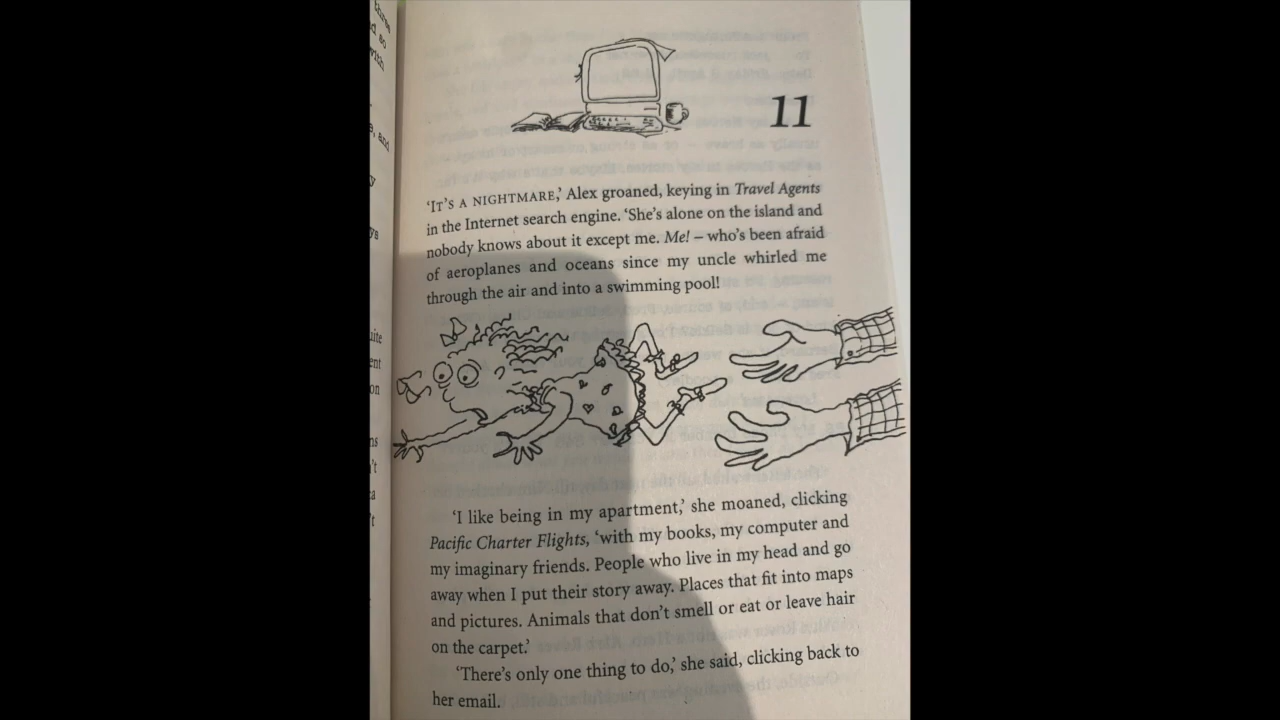 11
‘IT’S A NIGHTMARE,’ Alex groaned, keying in Travel Agents
in the Internet search engine. ‘She’s alone on the island and
nobody knows about it except me. Me! – who’s been afraid
of aeroplanes and oceans since my uncle whirled me
through the air and into a swimming pool!
‘I like being in my apartment,’ she moaned, clicking
Pacific Charter Flights, ‘with my books, my computer and
my imaginary friends. People who live in my head and go
away when I put their story away. Places that fit into maps
and pictures. Animals that don’t smell or eat or leave hair
on the carpet.’
‘There’s only one thing to do,’ she said, clicking back to
her email.